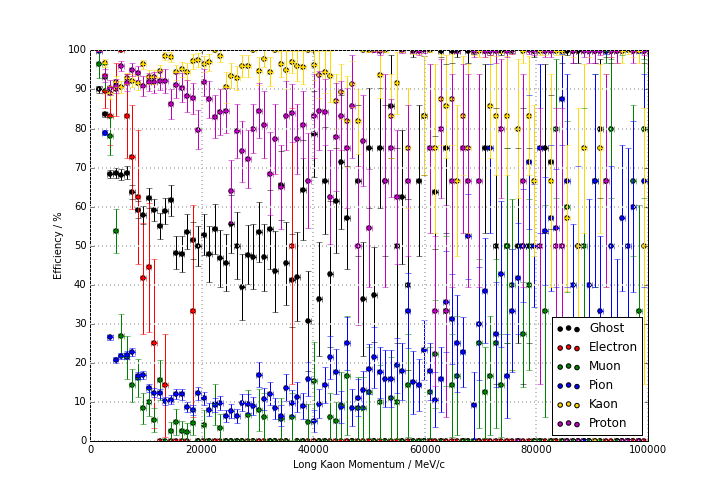 100
90
80
70
60
50
40
30
20
10
0
Efficiency / %
Ghost
Electron
Muon
Pion
Kaon
Proton
0 20000 40000 60000 80000 100000
Long Kaon Momentum / MeV/c